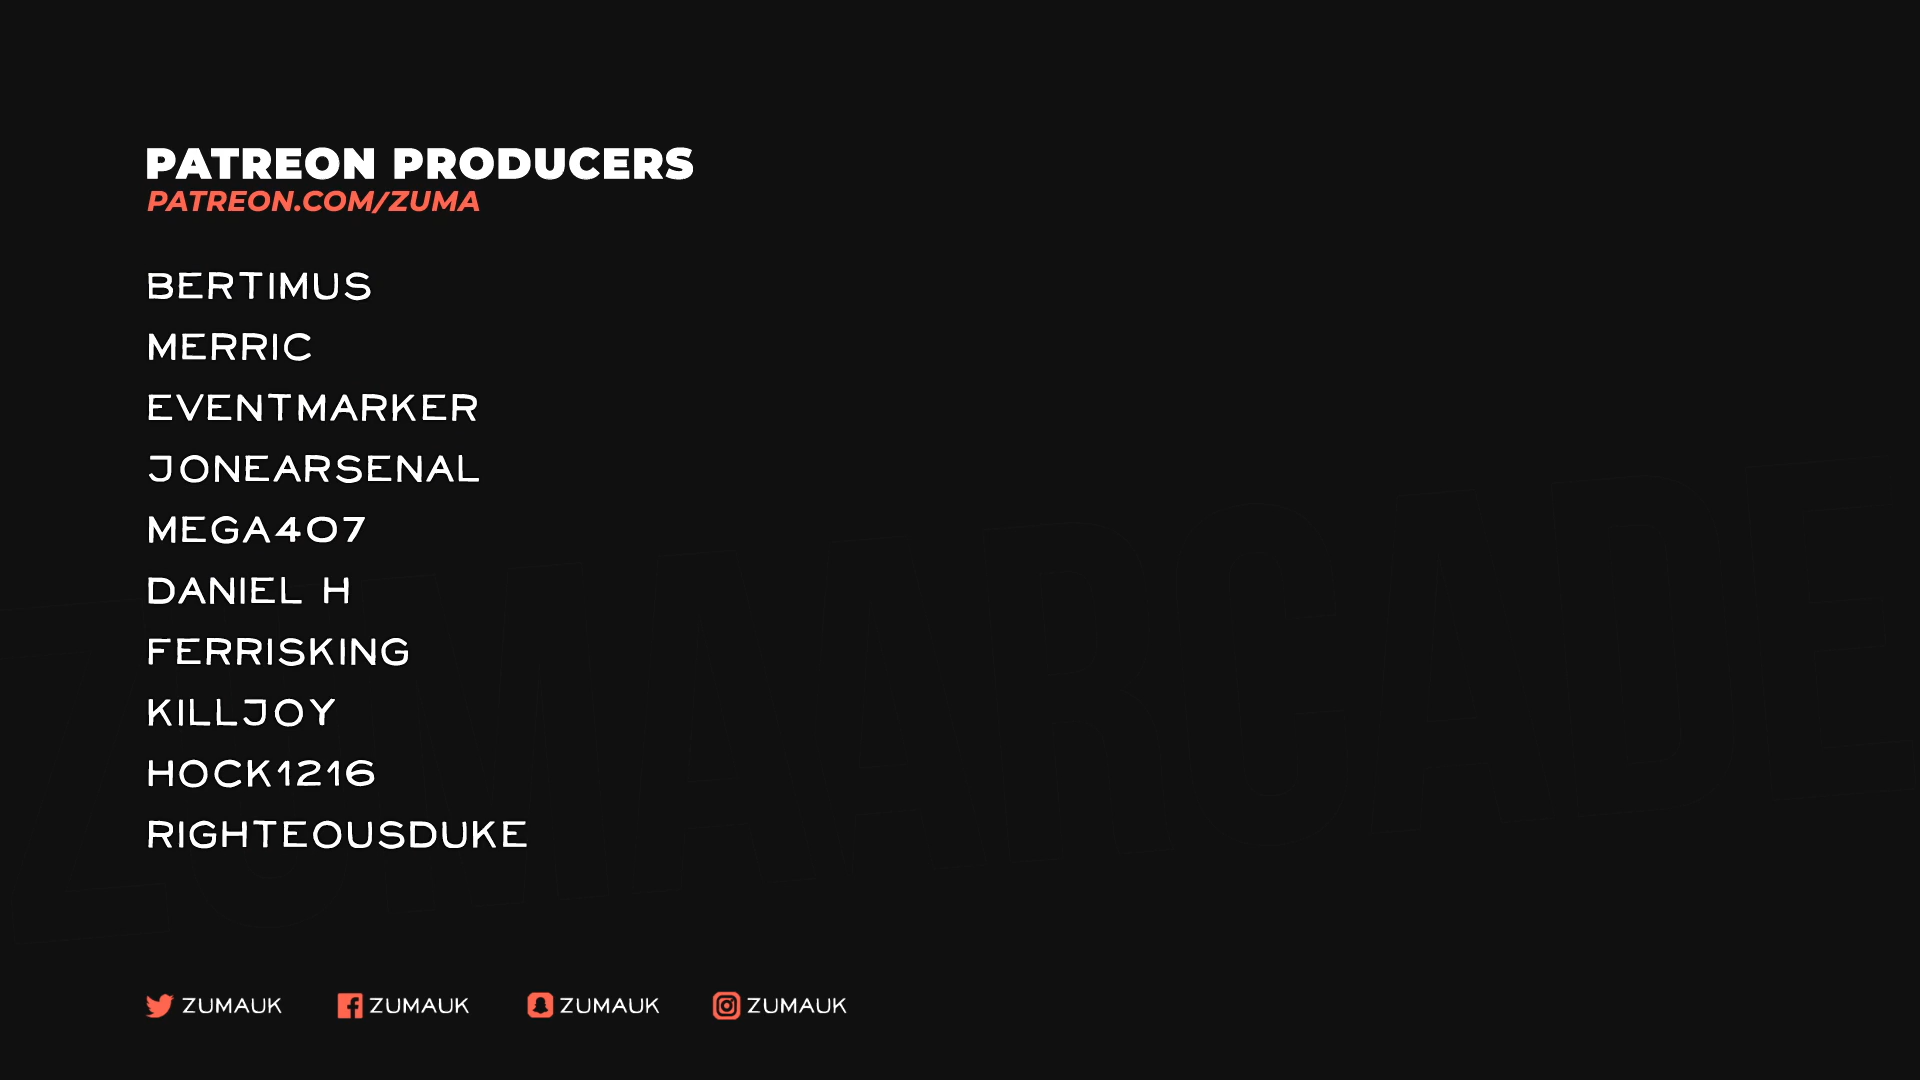 PATREON PRODUCERS
PATREON.COM/ZUMA
BERTIMUS
MERRIC
EVENTMARKER
JONEARSENAL
MEGA407
DANIEL H
FERRISKING
KILLJOY
HOCK1216
RIGHTEOUSDUKE
ZUMAUK ZUMAUK ZUMAUK ZUMAUK